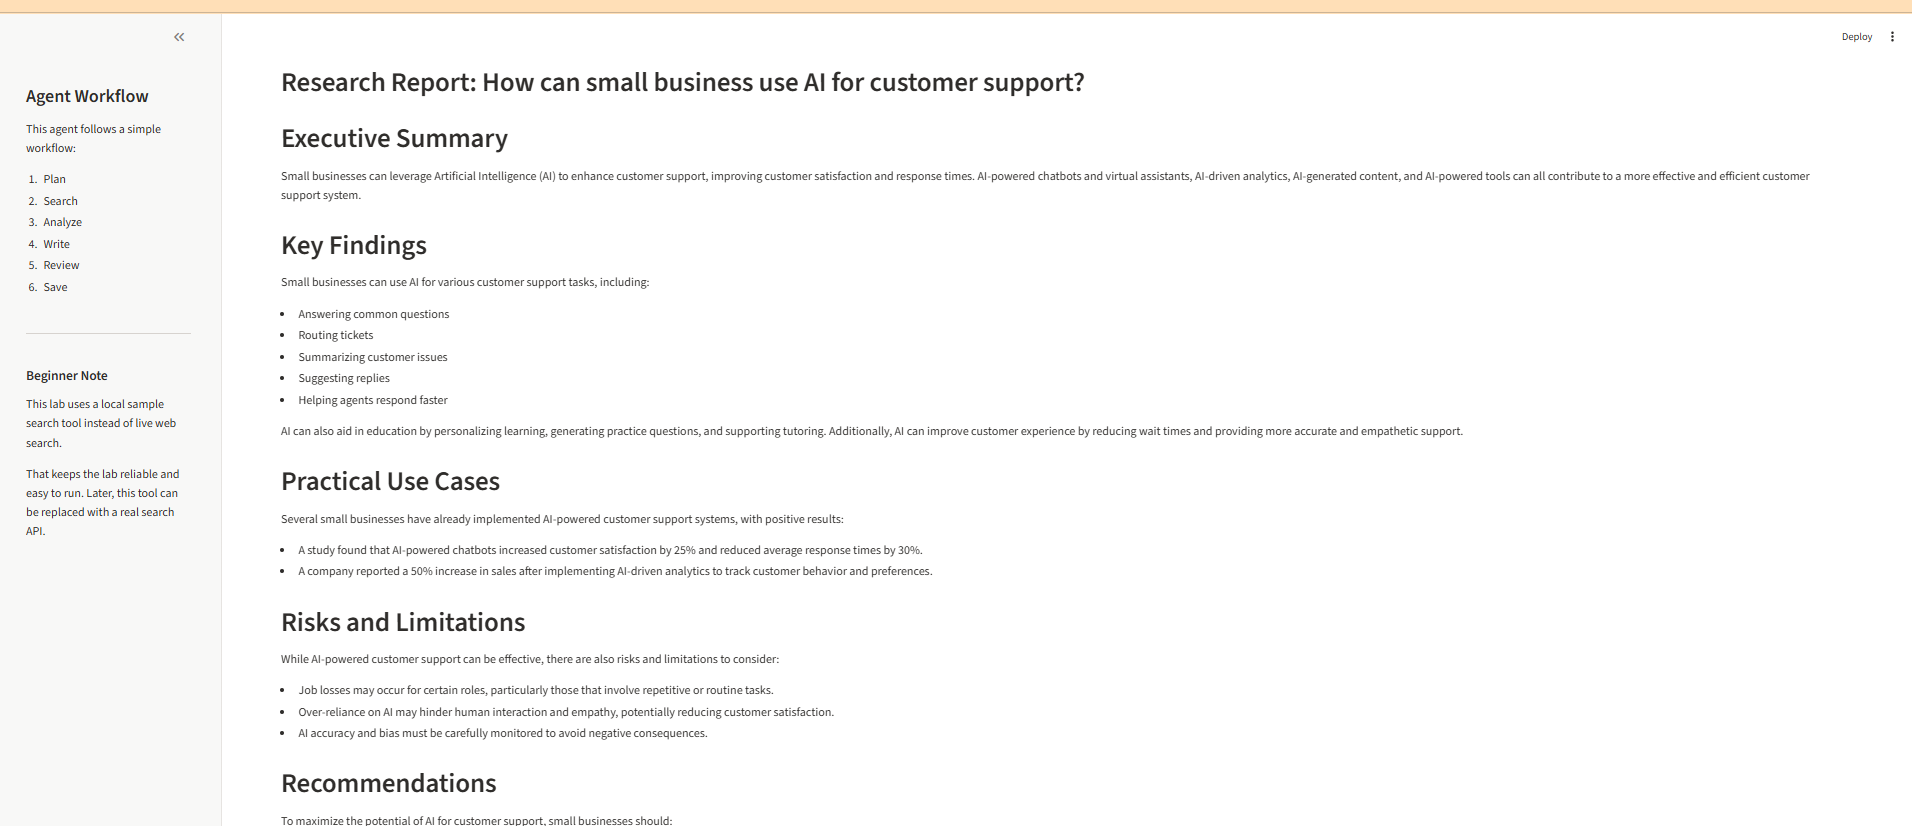 Deploy
Agent Workflow
This agent follows a simple
workflow:
1. Plan
2. Search
3. Analyze
4. Write
5. Review
6. Save
Beginner Note
This lab uses a local sample
search tool instead of live web
search.
That keeps the lab reliable and
easy to run. Later, this tool can
be replaced with a real search
API.
Research Report: How can small business use AI for customer support?
Executive Summary
Small businesses can leverage Artificial Intelligence (AI) to enhance customer support, improving customer satisfaction and response times. AI-powered chatbots and virtual assistants, AI-driven analytics, AI-generated content, and AI-powered tools can all contribute to a more effective and efficient customer
support system.
Key Findings
Small businesses can use AI for various customer support tasks, including:
• Answering common questions
• Routing tickets
• Summarizing customer issues
• Suggesting replies
• Helping agents respond faster
AI can also aid in education by personalizing learning, generating practice questions, and supporting tutoring. Additionally, AI can improve customer experience by reducing wait times and providing more accurate and empathetic support.
Practical Use Cases
Several small businesses have already implemented AI-powered customer support systems, with positive results:
• A study found that AI-powered chatbots increased customer satisfaction by 25% and reduced average response times by 30%.
• A company reported a 50% increase in sales after implementing AI-driven analytics to track customer behavior and preferences.
Risks and Limitations
While AI-powered customer support can be effective, there are also risks and limitations to consider:
• Job losses may occur for certain roles, particularly those that involve repetitive or routine tasks.
• Over-reliance on AI may hinder human interaction and empathy, potentially reducing customer satisfaction.
• AI accuracy and bias must be carefully monitored to avoid negative consequences.
Recommendations
To maximize the potential of AI for customer support, small businesses should: